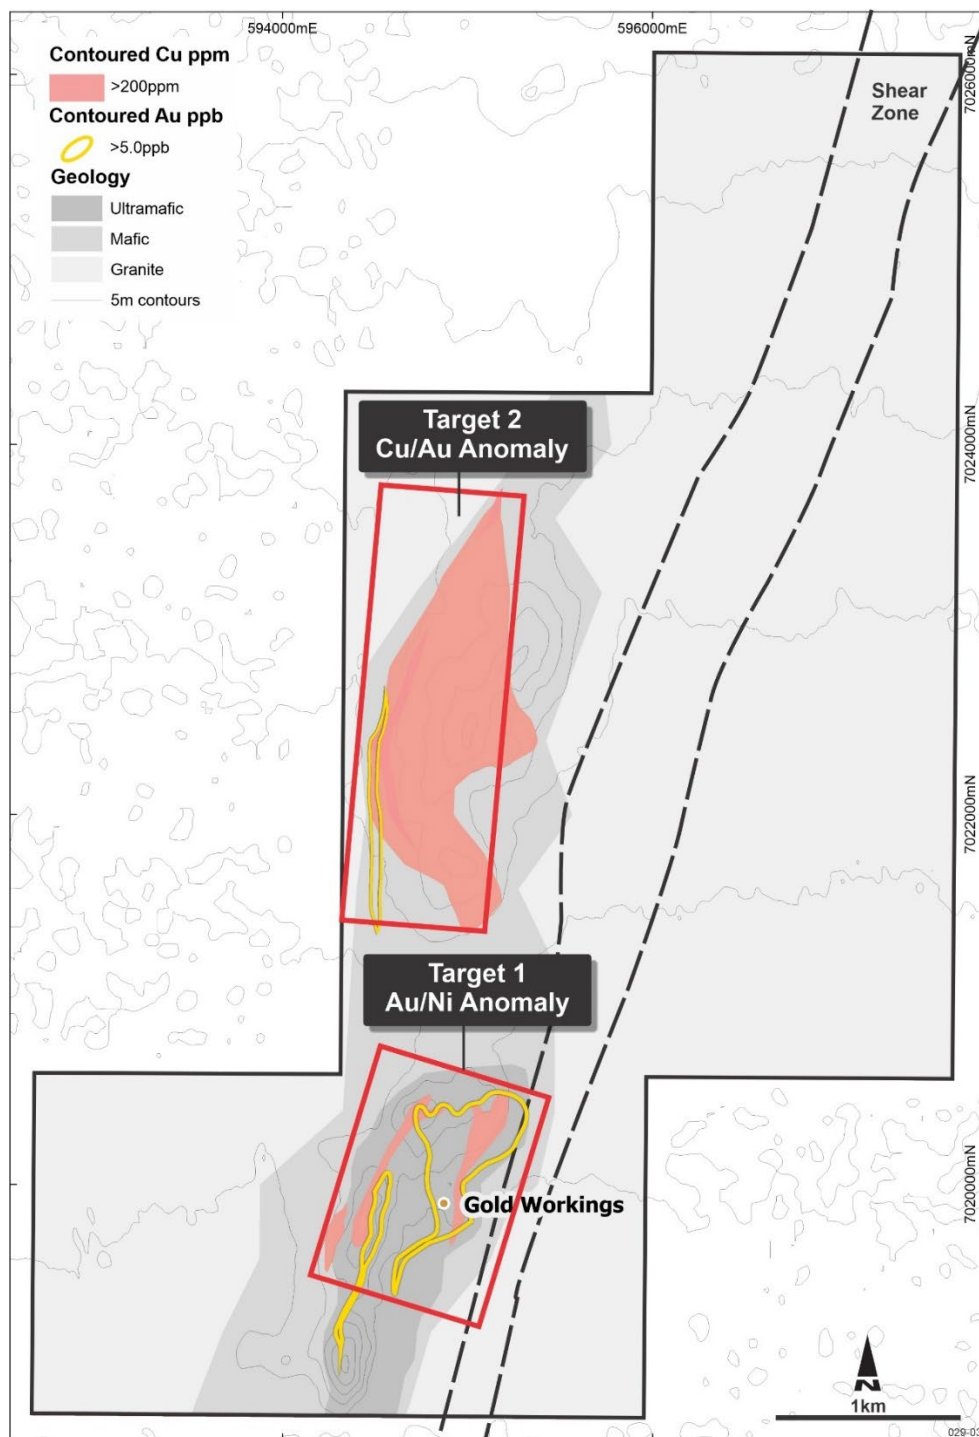 594000mE
596000mE
Contoured Cu ppm
>200ppm
Contoured Au ppb
>5.0ppb
Geology
Ultramafic
Mafic
Granite
5m contours
Shear
Zone
7026000mN
Target 2
Cu/Au Anomaly
7024000mN
7022000mN
Target 1
Au/Ni Anomaly
Gold Workings
7020000mN
N
1km